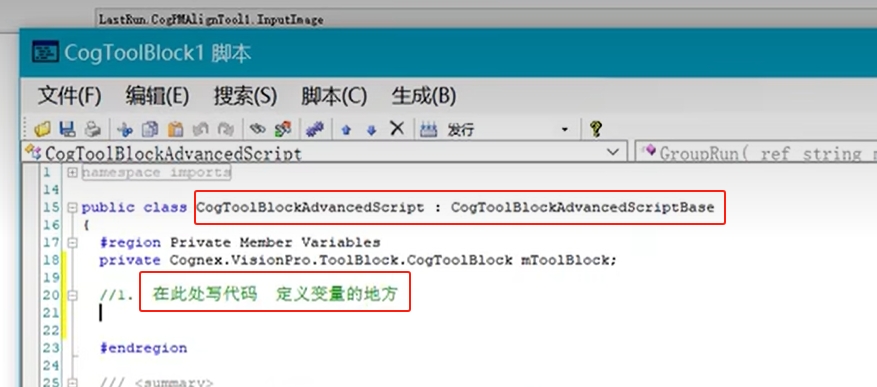 LastRun.CogPMAlignTool1.InputImage
CogToolBlock1 脚本
文件(F) 编辑(E) 搜索(S) 脚本(C) 生成(B)
发行
CogToolBlockAdvancedScript GroupRun( ref string m
1 namespace imports
14
15 public class CogToolBlockAdvancedScript : CogToolBlockAdvancedScriptBase
16 {
17 #region Private Member Variables
18 private Cognex.VisionPro.ToolBlock.CogToolBlock mToolBlock;
19
20 //1. 在此处写代码 定义变量的地方
21
22
23 #endregion
24
25 /// <summary>